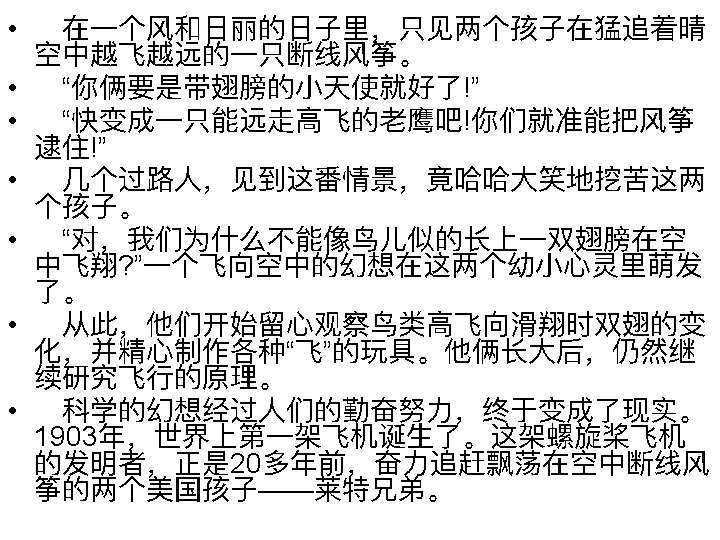 • 在一个风和日丽的日子里，只见两个孩子在猛追着晴
空中越飞越远的一只断线风筝。
• “你俩要是带翅膀的小天使就好了!”
• “快变成一只能远走高飞的老鹰吧!你们就准能把风筝
逮住!”
• 几个过路人，见到这番情景，竟哈哈大笑地挖苦这两
个孩子。
• “对，我们为什么不能像鸟儿似的长上一双翅膀在空
中飞翔?”一个飞向空中的幻想在这两个幼小心灵里萌发
了。
• 从此，他们开始留心观察鸟类高飞向滑翔时双翅的变
化，并精心制作各种“飞”的玩具。他俩长大后，仍然继
续研究飞行的原理。
• 科学的幻想经过人们的勤奋努力，终于变成了现实。
1903年，世界上第一架飞机诞生了。这架螺旋桨飞机
的发明者，正是20多年前，奋力追赶飘荡在空中断线风
筝的两个美国孩子——莱特兄弟。